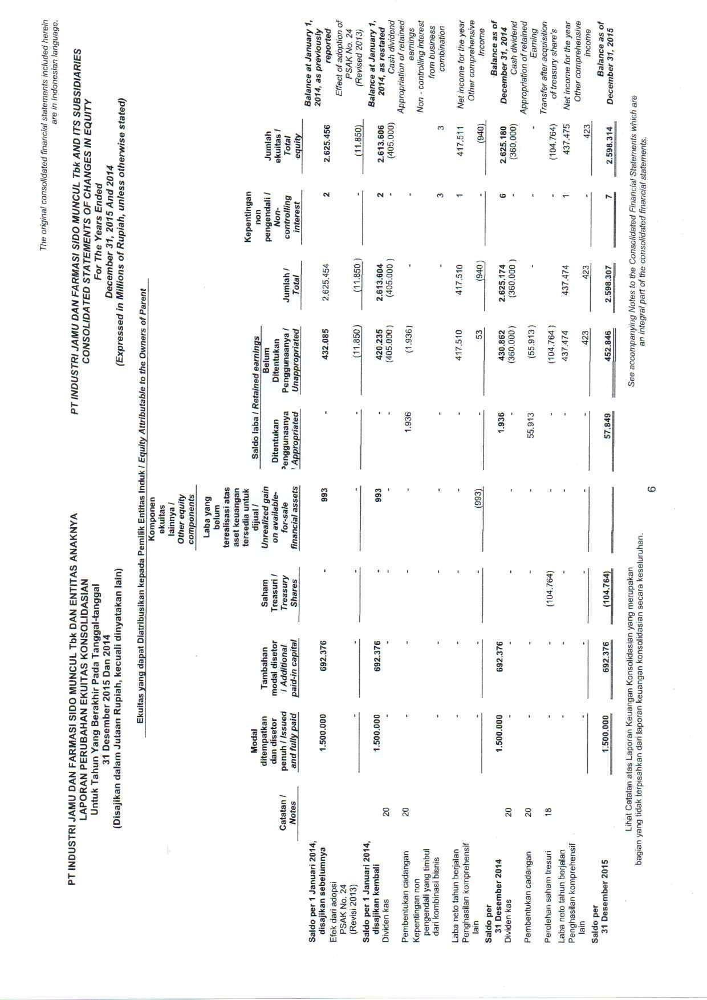 The original consolidated financial statements included herein
are in Indonesian language.
PT INDUSTRI JAMU DAN FARMASI SIDO MUNCUL Tbk DAN ENTITAS ANAKNYA
LAPORAN PERUBAHAN EKUITAS KONSOLIDASIAN
Untuk Tahun Yang Berakhir Pada Tanggal-tanggal
31 Desember 2015 Dan 2014
(Disajikan dalam Jutaan Rupiah, kecuali dinyatakan lain)
PT INDUSTRI JAMU DAN FARMASI SIDO MUNCUL Tbk AND ITS SUBSIDIARIES
CONSOLIDATED STATEMENTS OF CHANGES IN EQUITY
For The Years Ended
December 31, 2015 And 2014
(Expressed in Millions of Rupiah, unless otherwise stated)
Ekuitas yang dapat Diatribusikan kepada Pemilik Entitas Induk / Equity Attributable to the Owners of Parent
Catatan /
Notes
Modal
ditempatkan
dan disetor
penuh / Issued
and fully paid
Tambahan
modal disetor
/ Additional
paid-in capital
Saham
Treasuri /
Treasury
Shares
Komponen
ekuitas
lainnya /
Other equity
components
Laba yang
belum
terealisasi atas
aset keuangan
tersedia untuk
dijual /
Unrealized gain
on available-
for-sale
financial assets
Saldo laba / Retained earnings
Ditentukan
Penggunaanya
/ Appropriated
Belum
Ditentukan
Penggunaanya /
Unappropriated
Jumlah /
Total
Kepentingan
non
pengendali /
Non-
controlling
interest
Jumlah
ekuitas /
Total
equity
Saldo per 1 Januari 2014,
disajikan sebelumnya 1.500.000 692.376 - 993 - 432.085 2.625.454 2 2.625.456 Balance at January 1,
2014, as previously
reported
Efek dari adopsi
PSAK No. 24
(Revisi 2013) - - - - - (11.850) (11.850) - (11.850) Effect of adoption of
PSAK No. 24
(Revised 2013)
Saldo per 1 Januari 2014,
disajikan kembali 1.500.000 692.376 - 993 - 420.235 2.613.604 2 2.613.606 Balance at January 1,
2014, as restated
Dividen kas 20 - - - - - (405.000) (405.000) - (405.000) Cash dividend
Pembentukan cadangan 20 - - - - 1.936 (1.936) - - Appropriation of retained
earnings
Kepentingan non
pengendali yang timbul
dari kombinasi bisnis - - - - - - 3 3 Non - controlling interest
from business
combination
Laba neto tahun berjalan - - - - - 417.510 417.510 1 417.511 Net income for the year
Penghasilan komprehensif
lain - - - (993) - 53 (940) - (940) Other comprehensive
Income
Saldo per
31 Desember 2014 1.500.000 692.376 1.936 430.862 2.625.174 6 2.625.180 Balance as of
December 31, 2014
Dividen kas 20 - - - - - (360.000) (360.000) - (360.000) Cash dividend
Pembentukan cadangan 20 - - - - 55.913 (55.913) - - - Appropriation of retained
Earning
Perolehan saham tresuri 18 - - (104.764) - - (104.764) - (104.764) Transfer after acquisition
of treasury share's
Laba neto tahun berjalan - - - - - 437.474 437.474 1 437.475 Net income for the year
Penghasilan komprehensif
lain - - - - - 423 423 - 423 Other comprehensive
income
Saldo per
31 Desember 2015 1.500.000 692.376 (104.764) 57.849 452.846 2.598.307 7 2.598.314 Balance as of
December 31, 2015
Lihat Catatan atas Laporan Keuangan Konsolidasian yang merupakan
bagian yang tidak terpisahkan dari laporan keuangan konsolidasian secara keseluruhan.
See accompanying Notes to the Consolidated Financial Statements which are
an integral part of the consolidated financial statements.
6